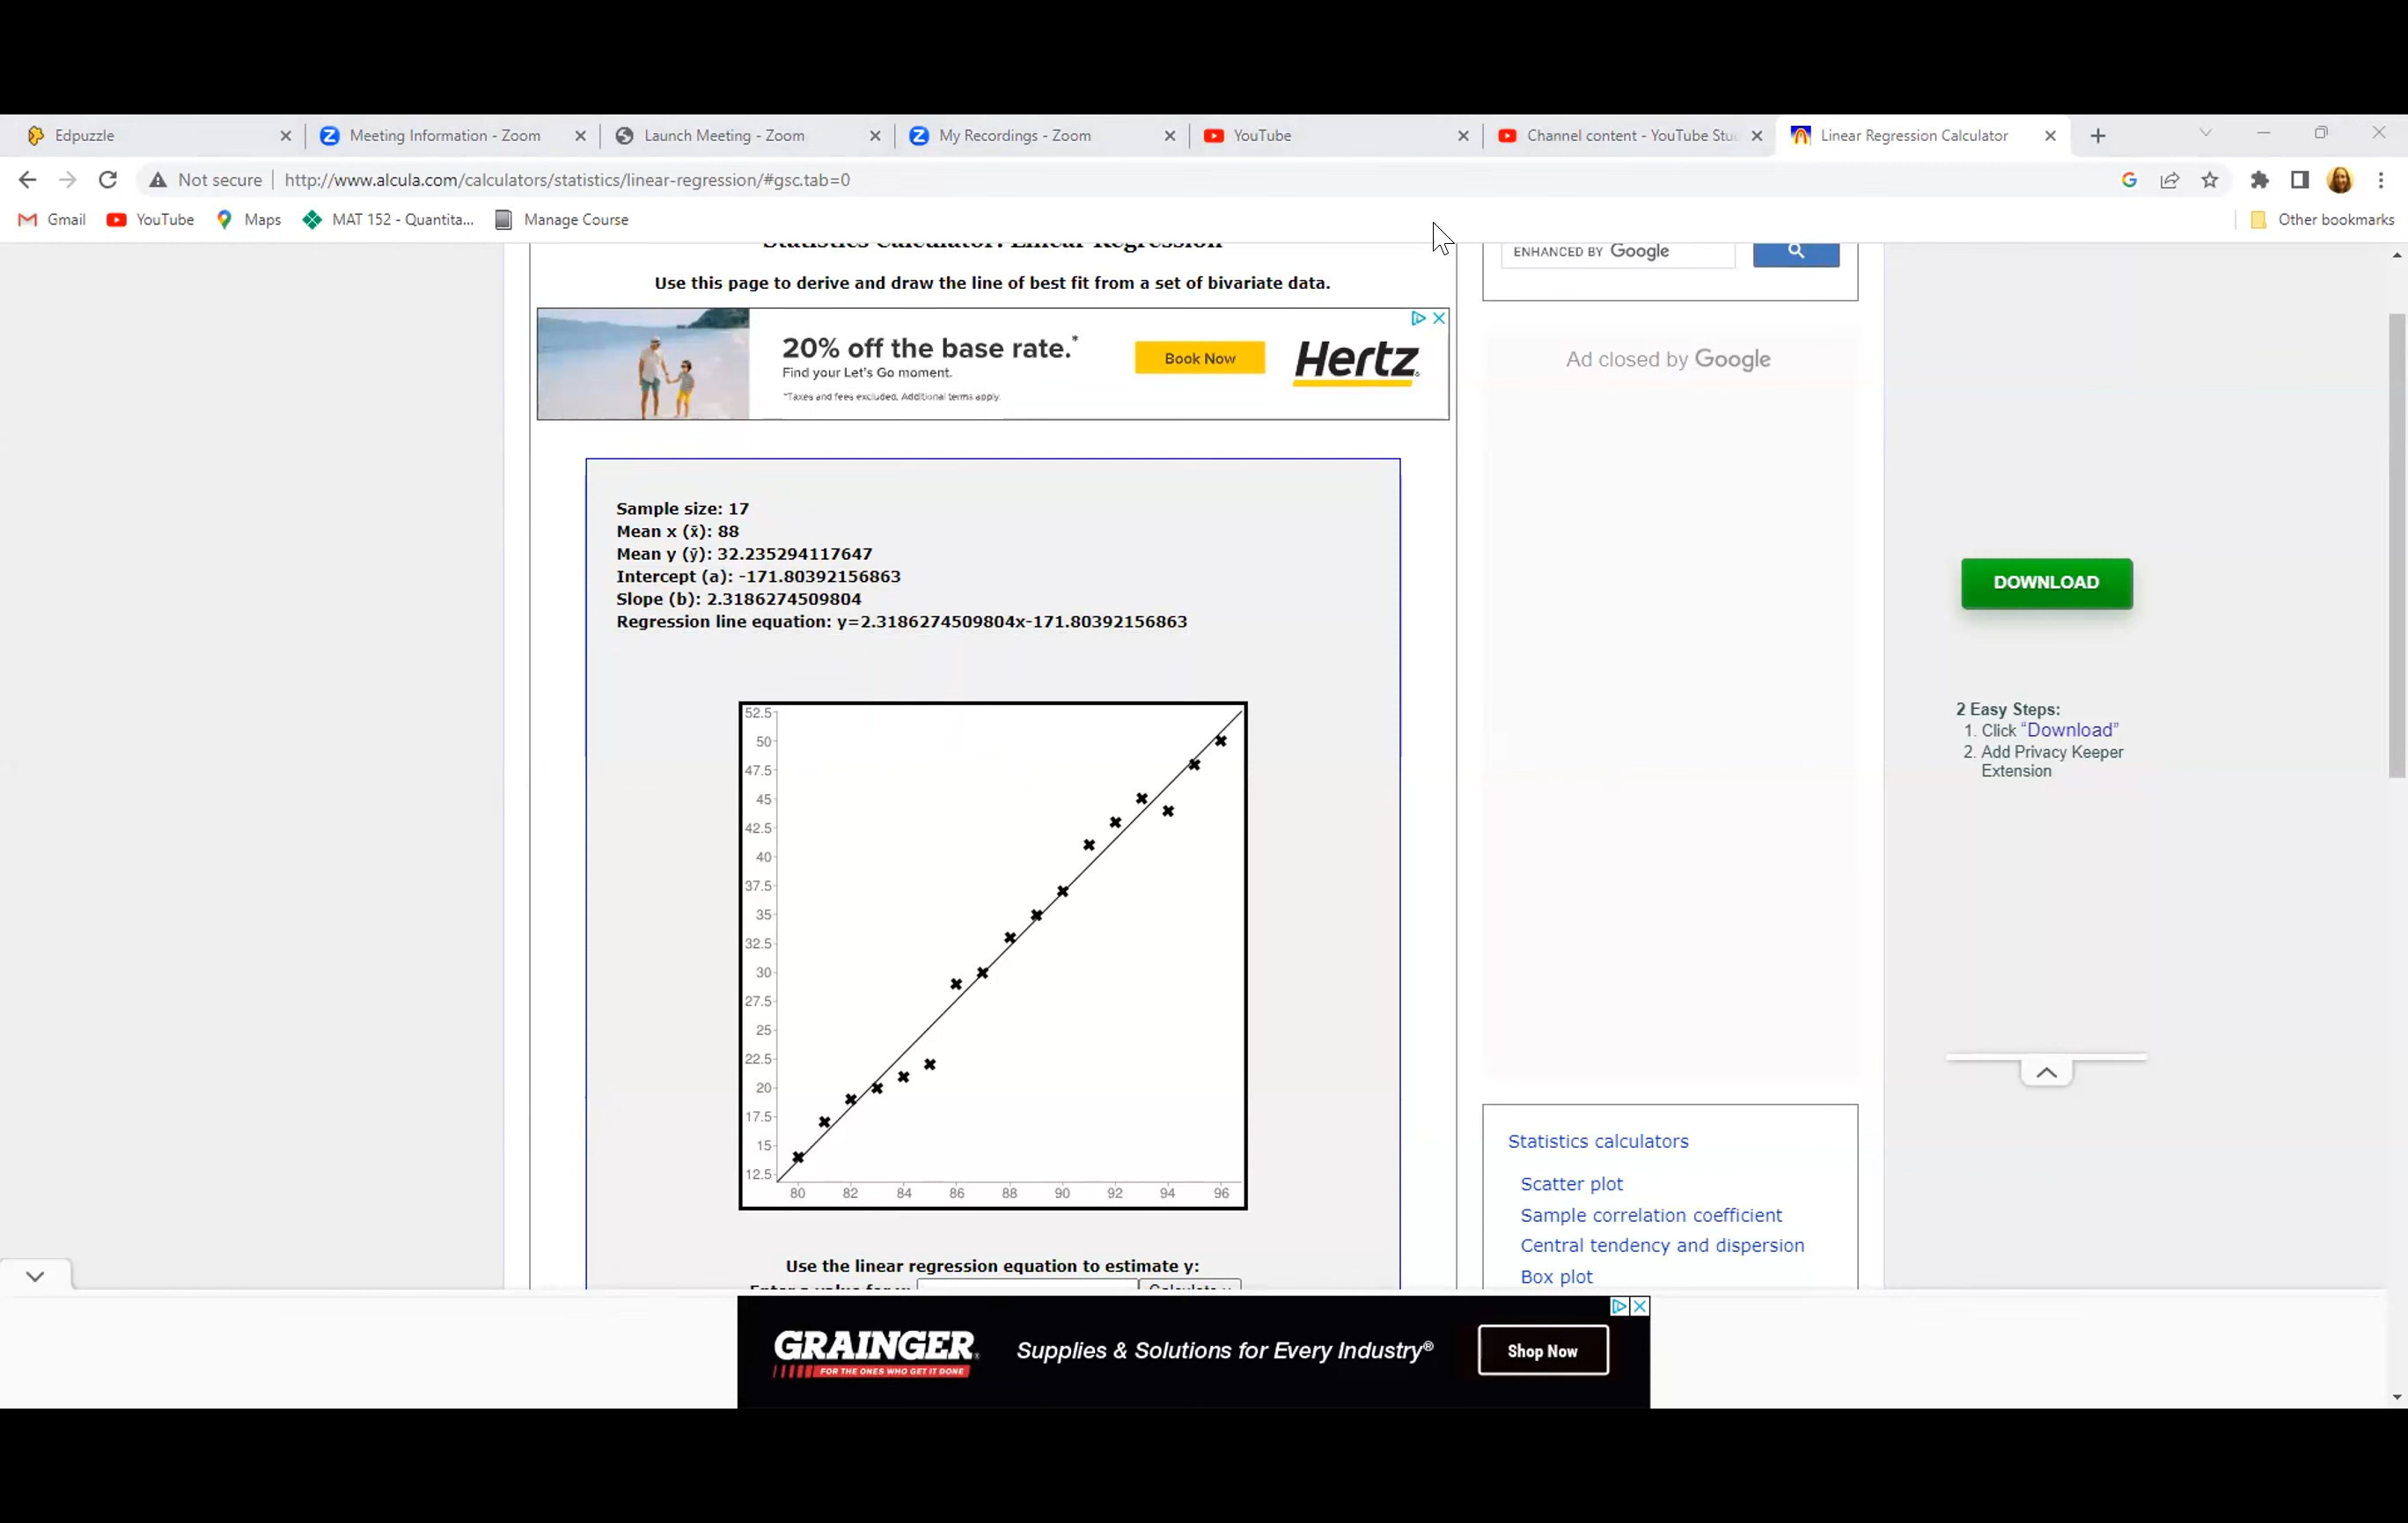 Edpuzzle
Meeting Information - Zoom
Launch Meeting - Zoom
My Recordings - Zoom
YouTube
Channel content - YouTube Stu
Linear Regression Calculator
Not secure
http://www.alcula.com/calculators/statistics/linear-regression/#gsc.tab=0
Gmail
YouTube
Maps
MAT 152 - Quantita...
Manage Course
Other bookmarks
Statistics Calculator: Linear Regression
Use this page to derive and draw the line of best fit from a set of bivariate data.
20% off the base rate.*
Find your Let's Go moment.
*Taxes and fees excluded. Additional terms apply.
Book Now
Hertz
ENHANCED BY Google
Ad closed by Google
Sample size: 17
Mean x (x̄): 88
Mean y (ȳ): 32.235294117647
Intercept (a): -171.80392156863
Slope (b): 2.3186274509804
Regression line equation: y=2.3186274509804x-171.80392156863
52.5
50
47.5
45
42.5
40
37.5
35
32.5
30
27.5
25
22.5
20
17.5
15
12.5
80 82 84 86 88 90 92 94 96
Use the linear regression equation to estimate y:
DOWNLOAD
2 Easy Steps:
1. Click “Download”
2. Add Privacy Keeper
Extension
Statistics calculators
Scatter plot
Sample correlation coefficient
Central tendency and dispersion
Box plot
GRAINGER
FOR THE ONES WHO GET IT DONE
Supplies & Solutions for Every Industry®
Shop Now